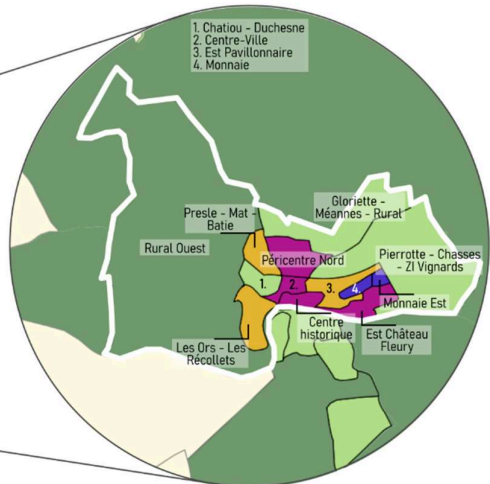 1. Chatiou - Duchesne
2. Centre-Ville
3. Est Pavillonnaire
4. Monnaie
Gloriette -
Méannes - Rural
Presle - Mat -
Batie
Rural Ouest
Péricentre Nord
Pierrotte - Chasses
- ZI Vignards
1.
2.
3.
4.
Monnaie Est
Centre
historique
Est Château
Fleury
Les Ors - Les
Récollets